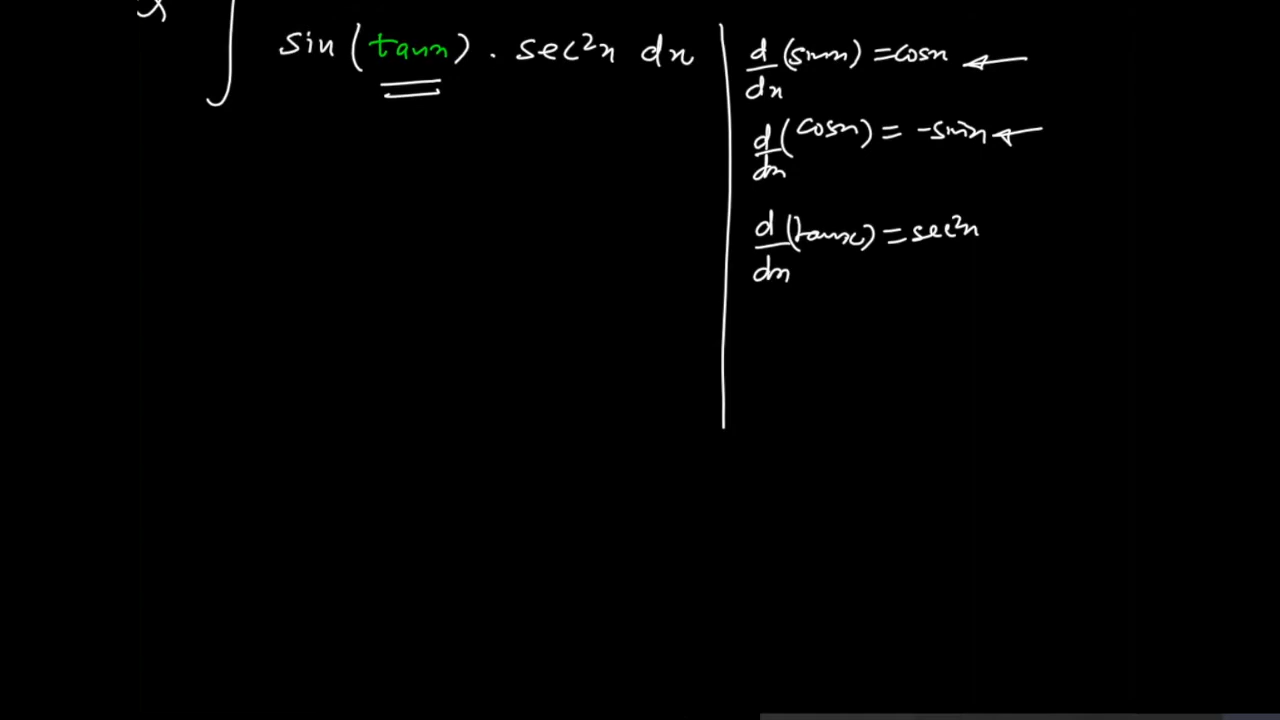 ∫ sin(tanx) . sec²x dx
d/dx (sinx) = cosx ←
d/dx (cosx) = -sinx ←
d/dx (tanx) = sec²x